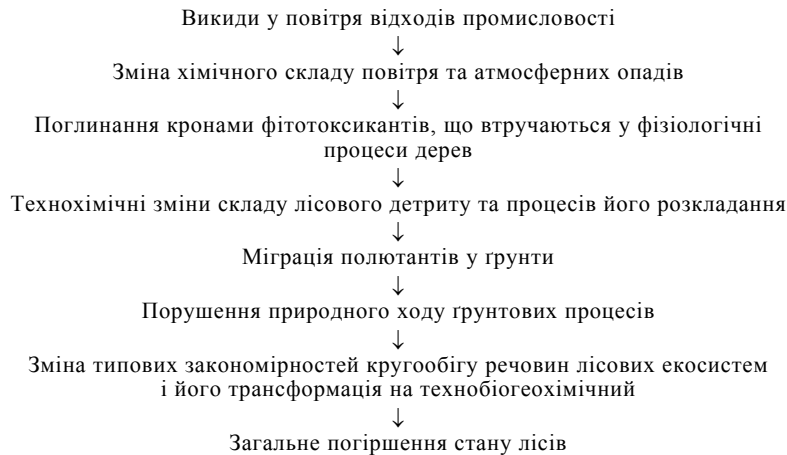 Викиди у повітря відходів промисловості
↓
Зміна хімічного складу повітря та атмосферних опадів
↓
Поглинання кронами фітотоксикантів, що втручаються у фізіологічні
процеси дерев
↓
Технохімічні зміни складу лісового детриту та процесів його розкладання
↓
Міграція полютантів у ґрунти
↓
Порушення природного ходу ґрунтових процесів
↓
Зміна типових закономірностей кругообігу речовин лісових екосистем
і його трансформація на технобіогеохімічний
↓
Загальне погіршення стану лісів